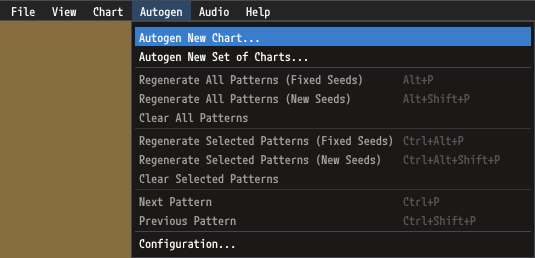 File View Chart Autogen Audio Help
Autogen New Chart...
Autogen New Set of Charts...
Regenerate All Patterns (Fixed Seeds) Alt+P
Regenerate All Patterns (New Seeds) Alt+Shift+P
Clear All Patterns
Regenerate Selected Patterns (Fixed Seeds) Ctrl+Alt+P
Regenerate Selected Patterns (New Seeds) Ctrl+Alt+Shift+P
Clear Selected Patterns
Next Pattern Ctrl+P
Previous Pattern Ctrl+Shift+P
Configuration...